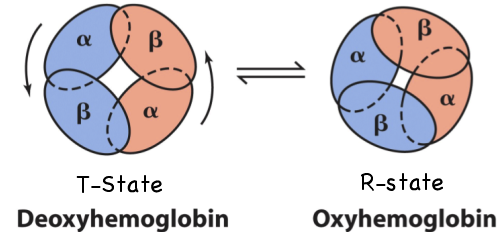 α β
β α
T-State
Deoxyhemoglobin
β
α
α
β
R-state
Oxyhemoglobin